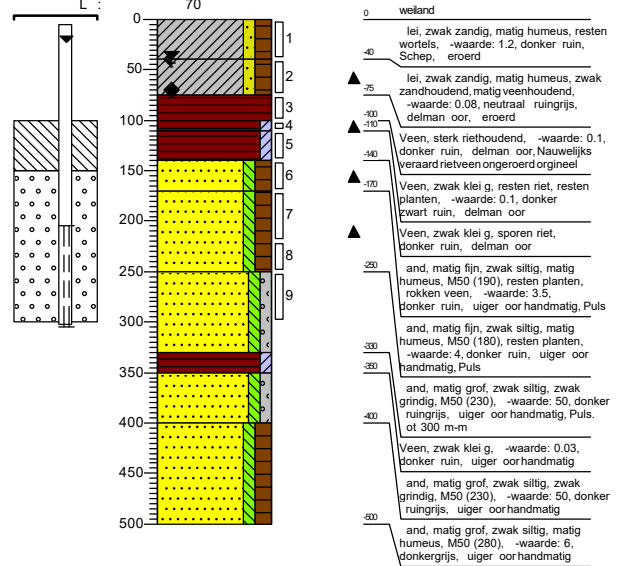 L : 70
0
50
100
150
200
250
300
350
400
450
500
1
2
3
4
5
6
7
8
9
0 weiland
-40 lei, zwak zandig, matig humeus, resten
wortels, -waarde: 1.2, donker ruin,
Schep, eroerd
-75 lei, zwak zandig, matig humeus, zwak
zandhoudend, matig veenhoudend,
-waarde: 0.08, neutraal ruingrijs,
delman oor, eroerd
-100
-110 Veen, sterk riethoudend, -waarde: 0.1,
donker ruin, delman oor, Nauwelijks
veraard rietveen ongeroerd orgineel
-140
-170 Veen, zwak klei g, resten riet, resten
planten, -waarde: 0.1, donker
zwart ruin, delman oor
Veen, zwak klei g, sporen riet,
donker ruin, delman oor
-250 and, matig fijn, zwak siltig, matig
humeus, M50 (190), resten planten,
rokken veen, -waarde: 3.5,
donker ruin, uiger oor handmatig, Puls
and, matig fijn, zwak siltig, matig
humeus, M50 (180), resten planten,
-330 -waarde: 4, donker ruin, uiger oor
-350 handmatig, Puls
and, matig grof, zwak siltig, zwak
grindig, M50 (230), -waarde: 50, donker
-400 ruingrijs, uiger oor handmatig, Puls.
ot 300 m-m
Veen, zwak klei g, -waarde: 0.03,
donker ruin, uiger oor handmatig
and, matig grof, zwak siltig, zwak
grindig, M50 (230), -waarde: 50, donker
-500 ruingrijs, uiger oor handmatig
and, matig grof, zwak siltig, matig
humeus, M50 (280), -waarde: 6,
donkergrijs, uiger oor handmatig